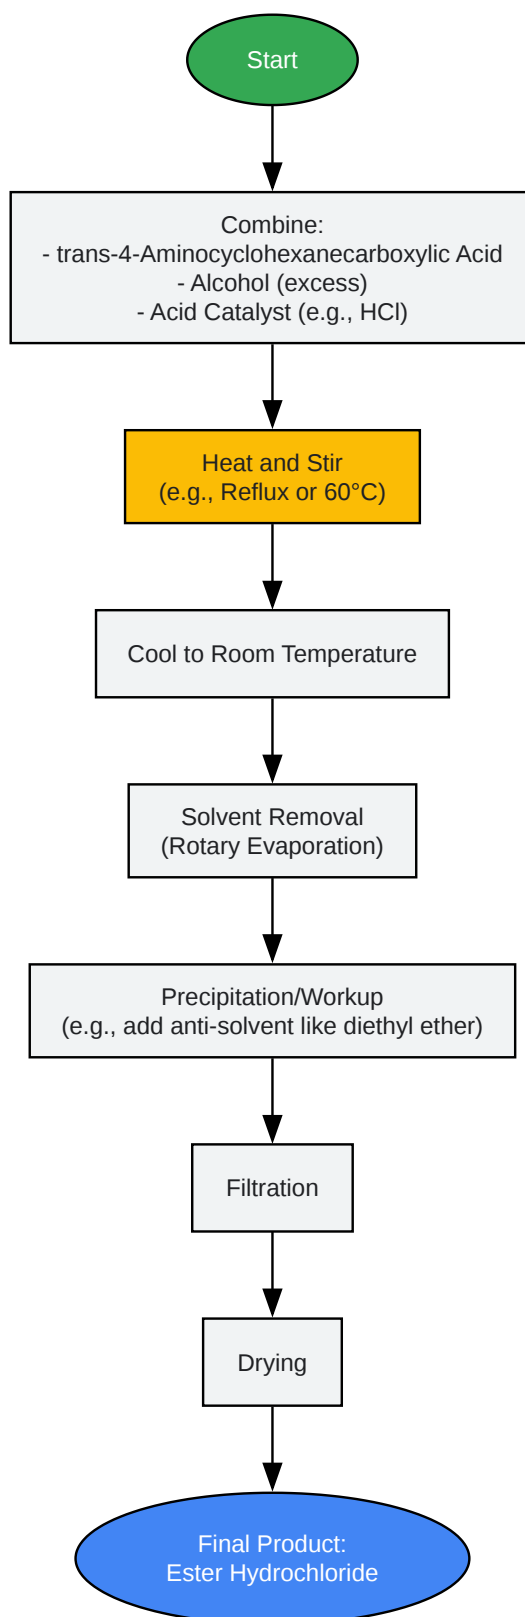 Start
Combine:
- trans-4-Aminocyclohexanecarboxylic Acid
- Alcohol (excess)
- Acid Catalyst (e.g., HCl)
Heat and Stir
(e.g., Reflux or 60°C)
Cool to Room Temperature
Solvent Removal
(Rotary Evaporation)
Precipitation/Workup
(e.g., add anti-solvent like diethyl ether)
Filtration
Drying
Final Product:
Ester Hydrochloride